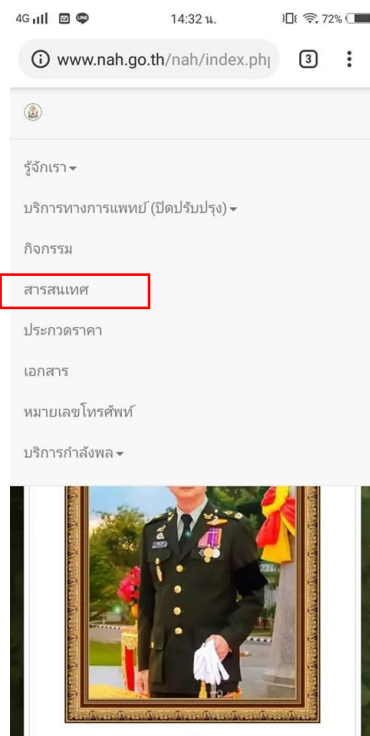 4G 14:32 น. 72%
www.nah.go.th/nah/index.php 3
รู้จักเรา
บริการทางการแพทย์ (ปิดปรับปรุง)
กิจกรรม
สารสนเทศ
ประกวดราคา
เอกสาร
หมายเลขโทรศัพท์
บริการกำลังพล